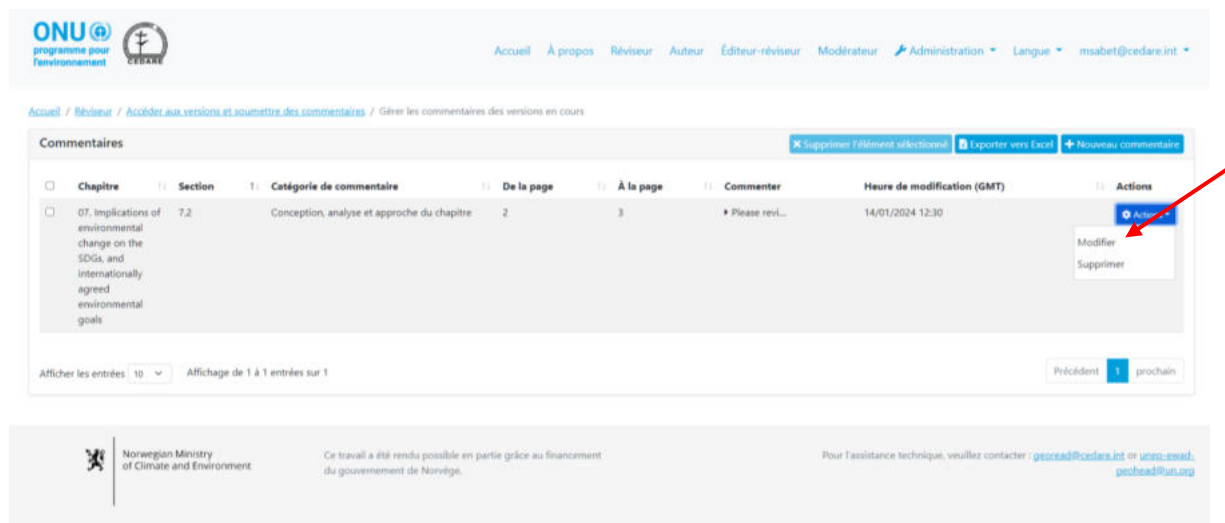 ONU
programme pour
l'environnement
CEDARE
Accueil À propos Réviseur Auteur Éditeur-réviseur Modérateur Administration Langue msabet@cedare.int
Accueil / Réviseur / Accéder aux versions et soumettre des commentaires / Gérer les commentaires des versions en cours
Commentaires
Supprimer l'élément sélectionné Exporter vers Excel Nouveau commentaire
Chapitre Section Catégorie de commentaire De la page À la page Commenter Heure de modification (GMT) Actions
07. Implications of 7.2 Conception, analyse et approche du chapitre 2 3 Please revi... 14/01/2024 12:30 Actions
environmental
change on the
SDGs, and
internationally
agreed
environmental
goals
Modifier
Supprimer
Afficher les entrées 10 Affichage de 1 à 1 entrées sur 1
Précédent 1 prochain
Norwegian Ministry
of Climate and Environment
Ce travail a été rendu possible en partie grâce au financement
du gouvernement de Norvège.
Pour l'assistance technique, veuillez contacter : georead@cedare.int or unep-ewad-
geohead@un.org